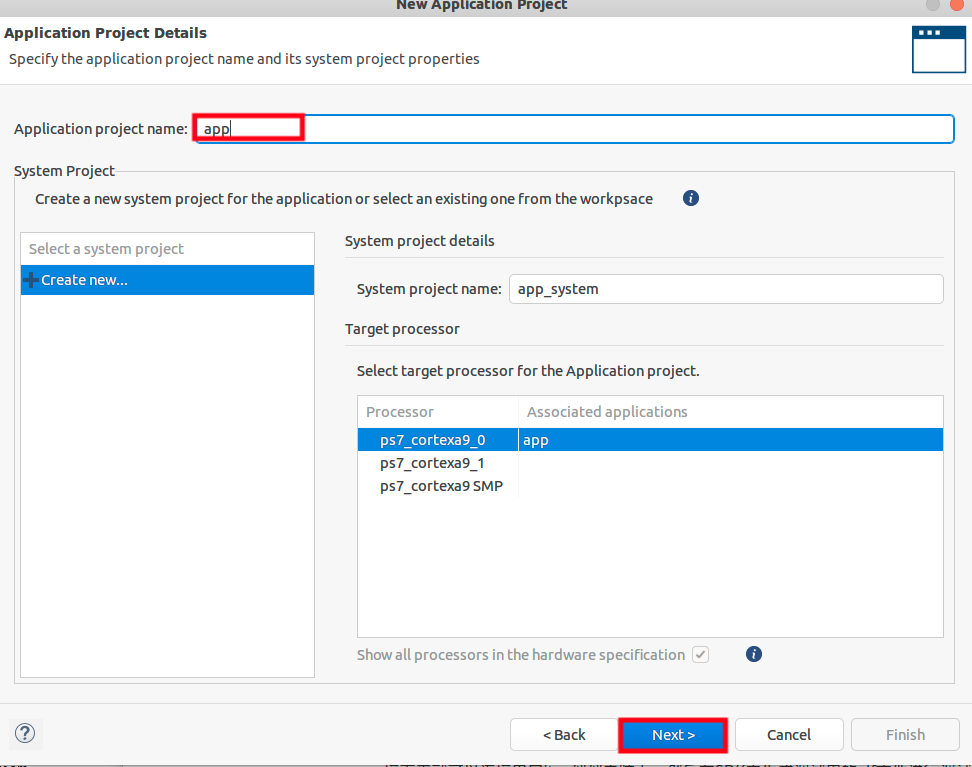 New Application Project
Application Project Details
Specify the application project name and its system project properties
Application project name: app
System Project
Create a new system project for the application or select an existing one from the workpsace
Select a system project
Create new...
System project details
System project name: app_system
Target processor
Select target processor for the Application project.
Processor Associated applications
ps7_cortexa9_0 app
ps7_cortexa9_1
ps7_cortexa9 SMP
Show all processors in the hardware specification
< Back Next > Cancel Finish